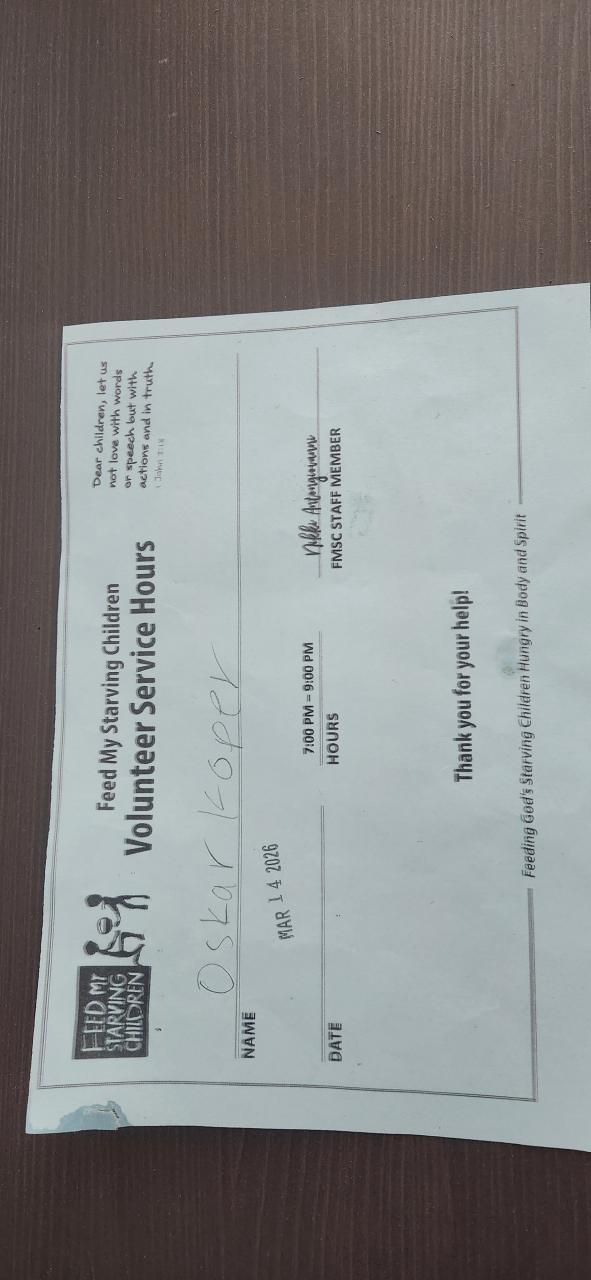 FEED MY
STARVING
CHILDREN
Feed My Starving Children
Volunteer Service Hours
Dear children, let us
not love with words
or speech but with
actions and in truth.
1 John 3:18
Oskar Koper
NAME
MAR 14 2026
7:00 PM = 9:00 PM
Nikki Antongiovanni
DATE
HOURS
FMSC STAFF MEMBER
Thank you for your help!
Feeding God's Starving Children Hungry in Body and Spirit